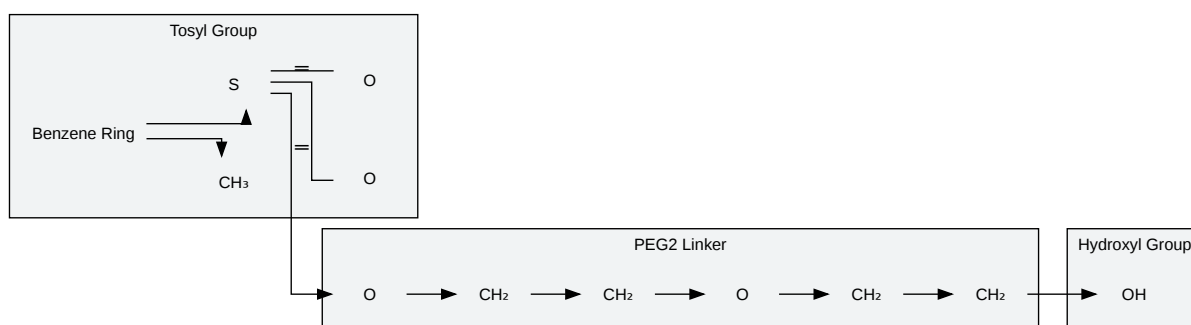 Tosyl Group
S
=
O
Benzene Ring
=
CH₃
O
PEG2 Linker
Hydroxyl Group
O
CH₂
CH₂
O
CH₂
CH₂
OH